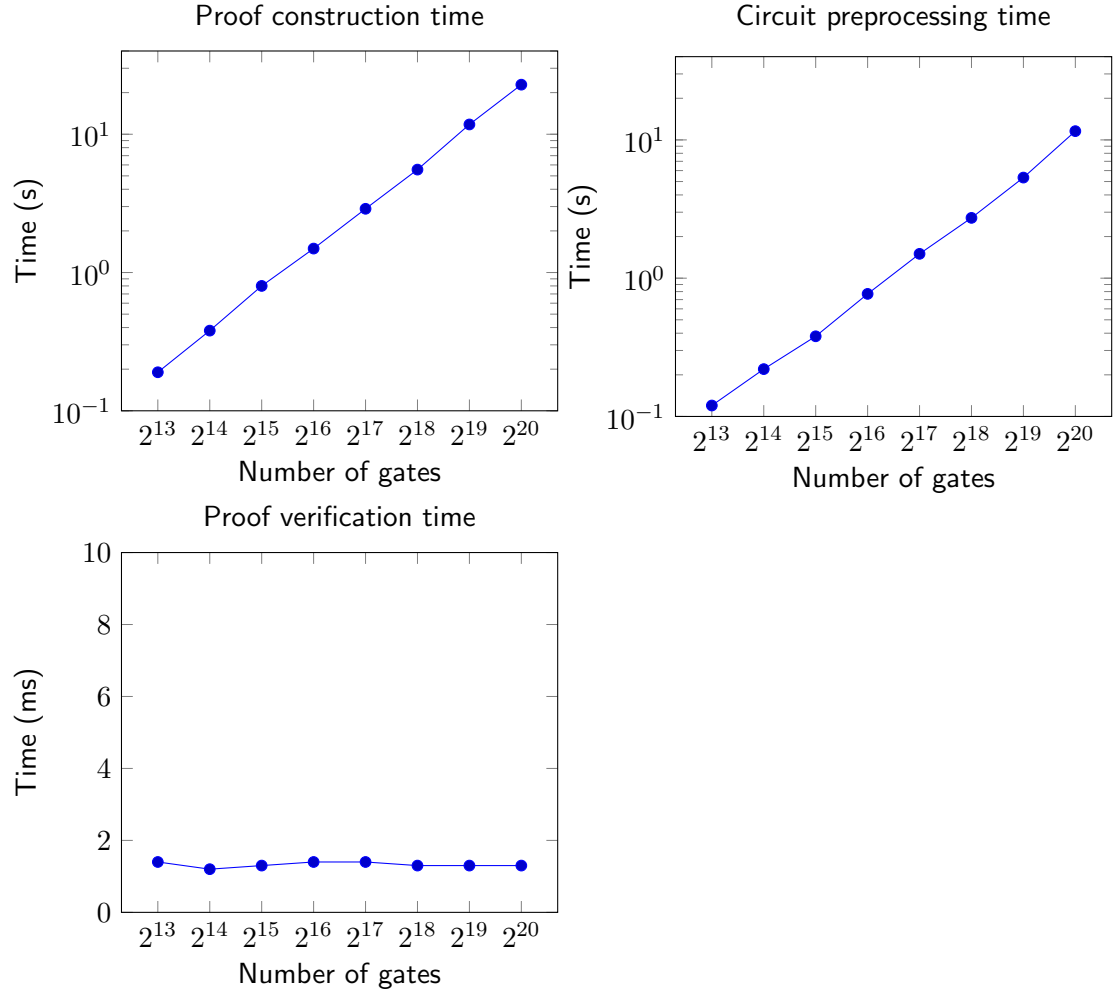 Proof construction time
Time (s)
10^1
10^0
10^−1
2^13 2^14 2^15 2^16 2^17 2^18 2^19 2^20
Number of gates
Circuit preprocessing time
Time (s)
10^1
10^0
10^−1
2^13 2^14 2^15 2^16 2^17 2^18 2^19 2^20
Number of gates
Proof verification time
Time (ms)
10
8
6
4
2
0
2^13 2^14 2^15 2^16 2^17 2^18 2^19 2^20
Number of gates